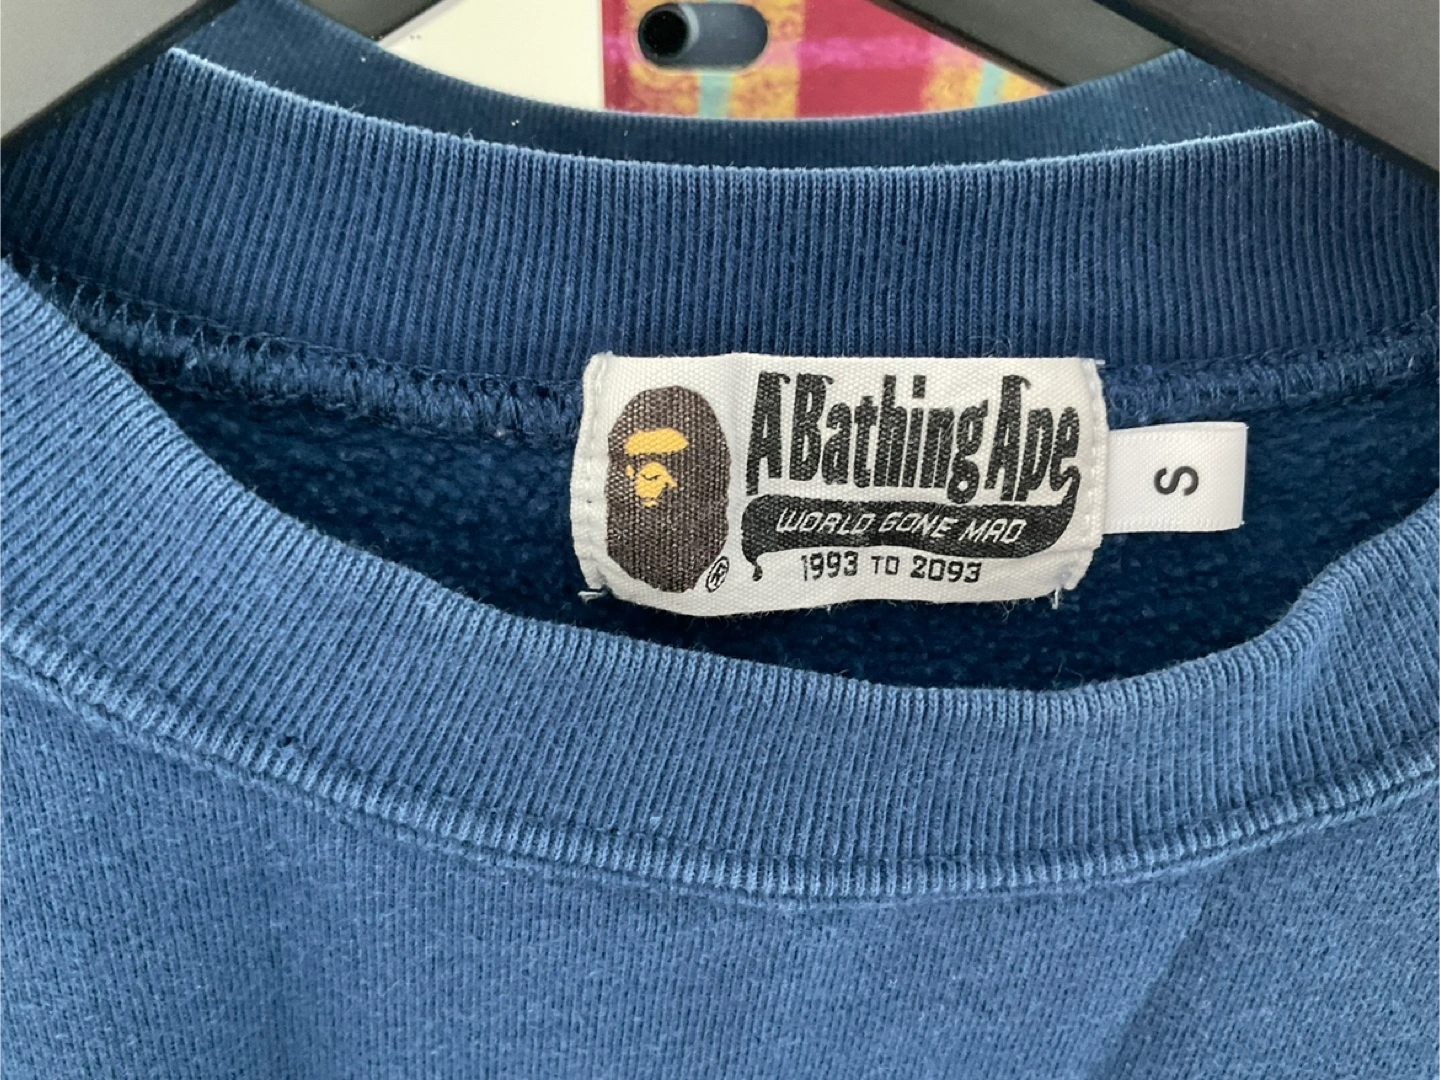 A Bathing Ape
WORLD GONE MAD
1993 TO 2093
®
S